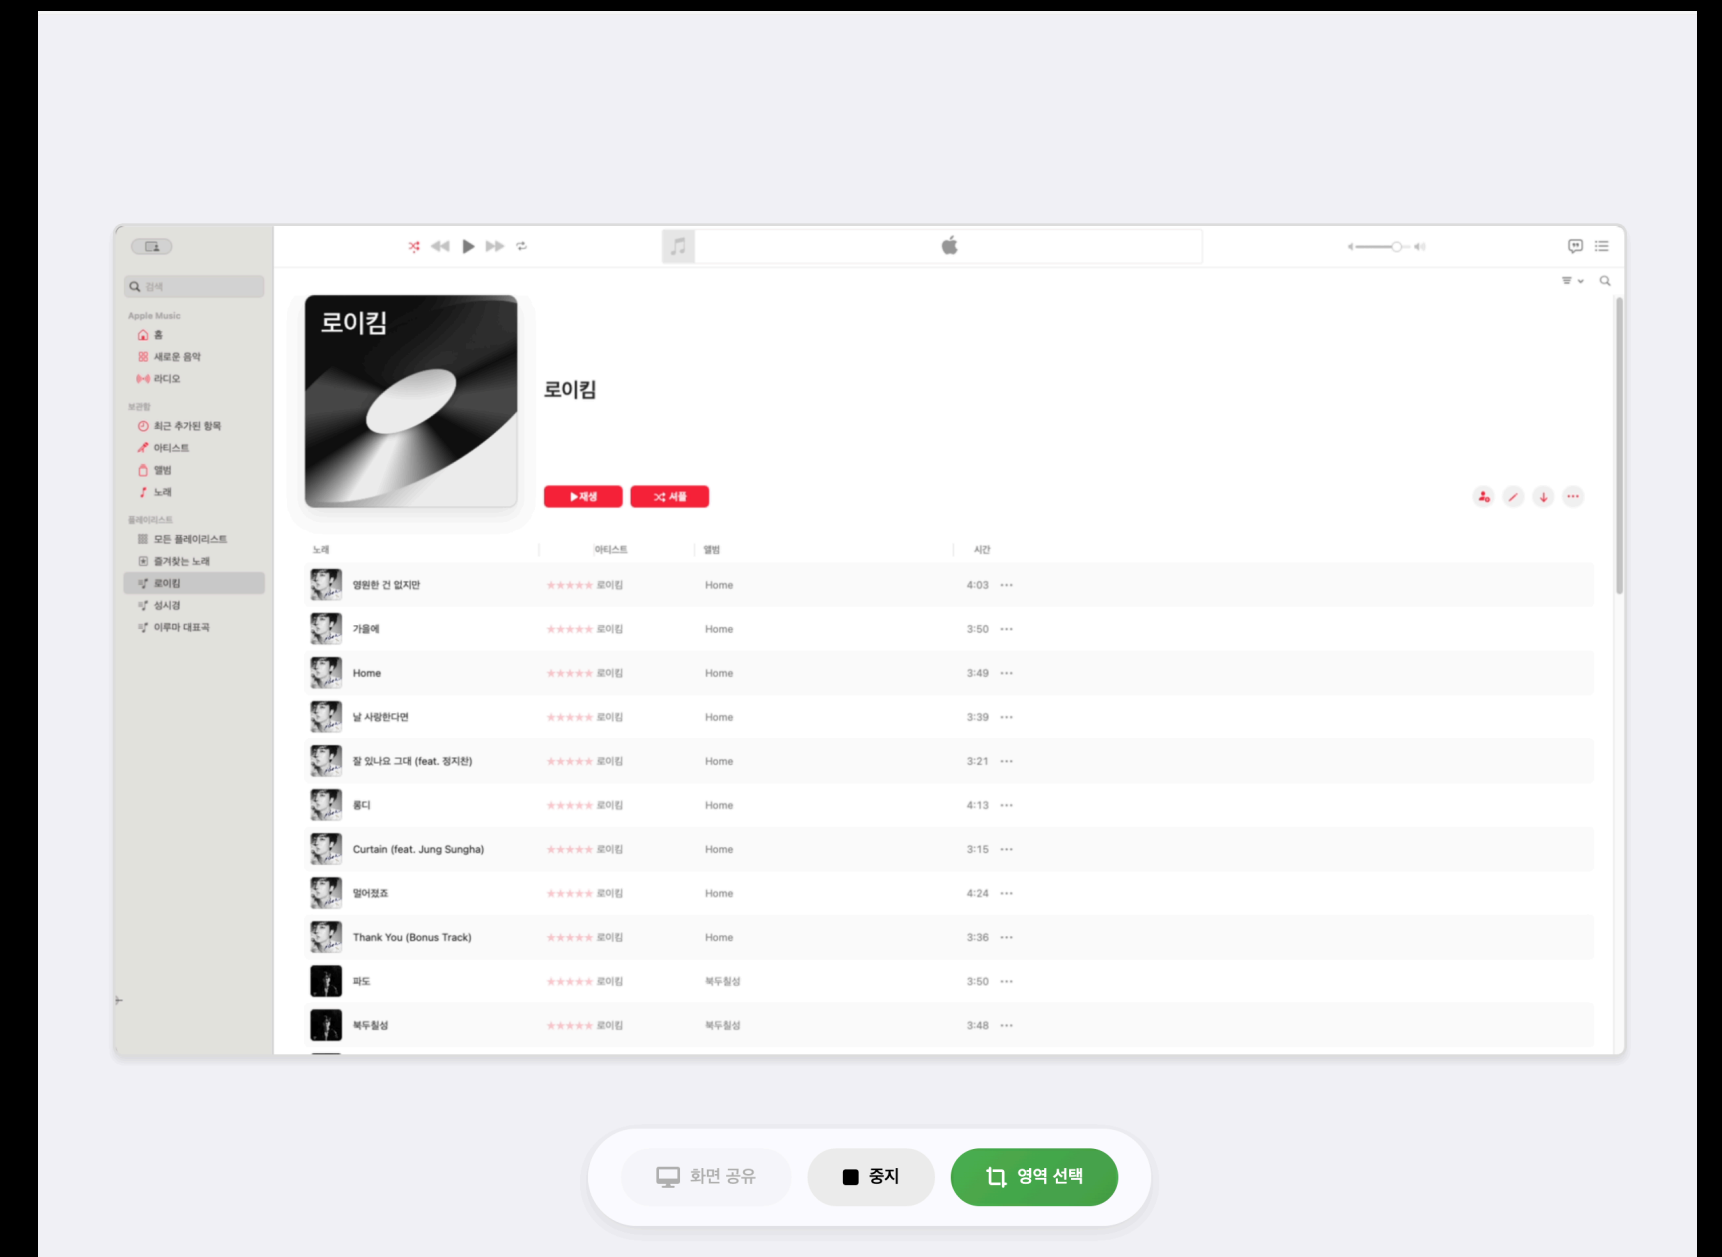 검색
Apple Music
홈
새로운 음악
라디오
보관함
최근 추가된 항목
아티스트
앨범
노래
플레이리스트
모든 플레이리스트
즐겨찾는 노래
로이킴
성시경
이루마 대표곡
로이킴
로이킴
재생
셔플
노래 아티스트 앨범 시간
영원한 건 없지만 ★★★★★ 로이킴 Home 4:03
가을에 ★★★★★ 로이킴 Home 3:50
Home ★★★★★ 로이킴 Home 3:49
날 사랑한다면 ★★★★★ 로이킴 Home 3:39
잘 있나요 그대 (feat. 정지찬) ★★★★★ 로이킴 Home 3:21
롱디 ★★★★★ 로이킴 Home 4:13
Curtain (feat. Jung Sungha) ★★★★★ 로이킴 Home 3:15
멀어졌죠 ★★★★★ 로이킴 Home 4:24
Thank You (Bonus Track) ★★★★★ 로이킴 Home 3:36
파도 ★★★★★ 로이킴 북두칠성 3:50
북두칠성 ★★★★★ 로이킴 북두칠성 3:48
화면 공유
중지
영역 선택